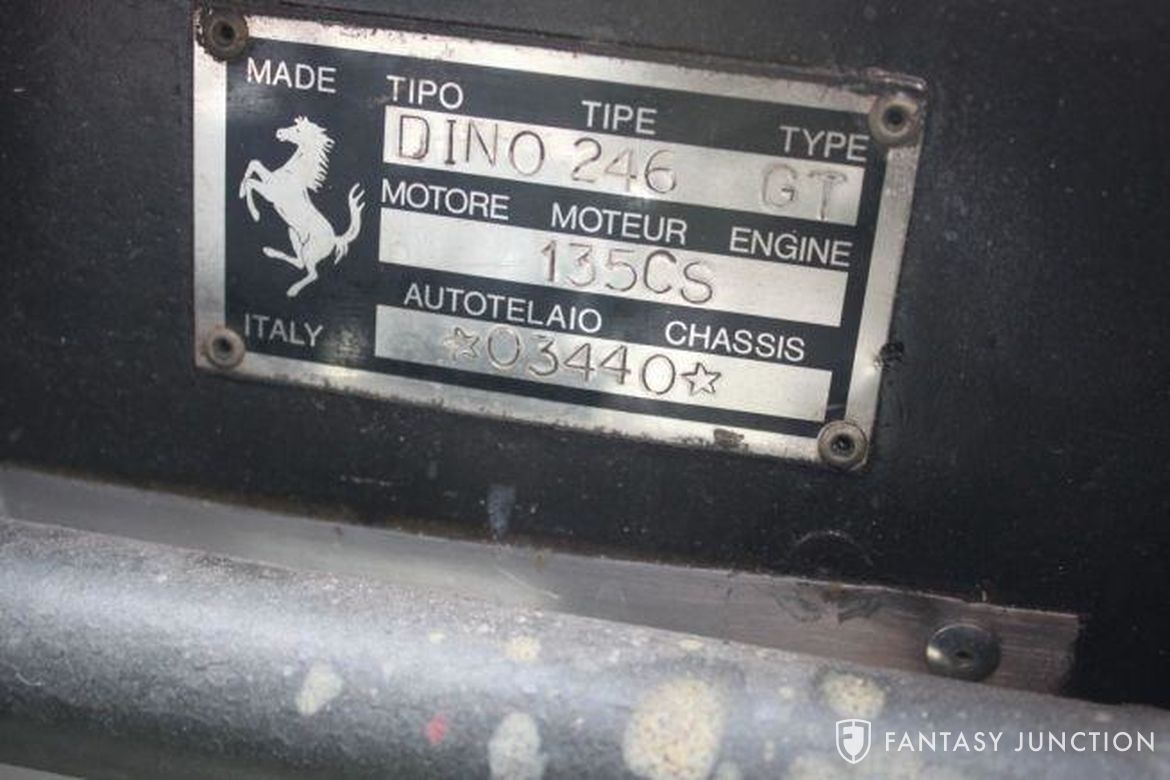 MADE
TIPO TIPE TYPE
DINO 246 GT
MOTORE MOTEUR ENGINE
135CS
AUTOTELAIO CHASSIS
☆03440☆
ITALY
FANTASY JUNCTION